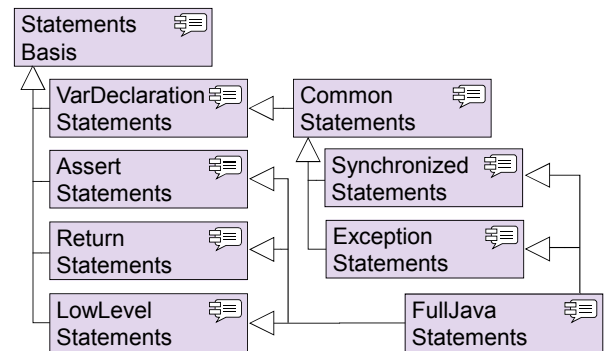 Statements
Basis
VarDeclaration
Statements
Common
Statements
Assert
Statements
Synchronized
Statements
Return
Statements
Exception
Statements
LowLevel
Statements
FullJava
Statements